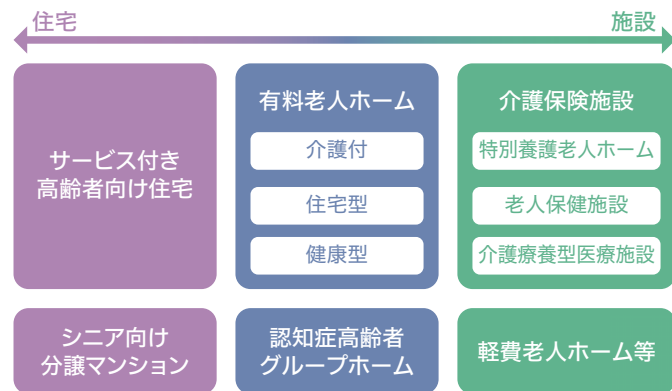 住宅
施設
サービス付き
高齢者向け住宅
有料老人ホーム
介護付
住宅型
健康型
介護保険施設
特別養護老人ホーム
老人保健施設
介護療養型医療施設
シニア向け
分譲マンション
認知症高齢者
グループホーム
軽費老人ホーム等